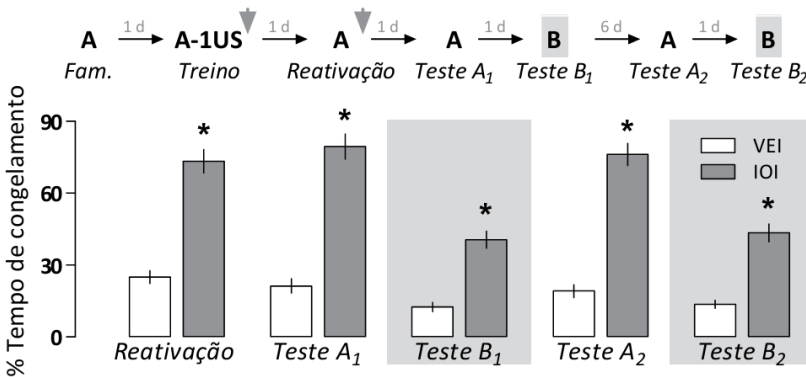 A 1 d A-1US 1 d A 1 d A 1 d B 6 d A 1 d B
Fam. Treino Reativação Teste A1 Teste B1 Teste A2 Teste B2
% Tempo de congelamento
90
60
30
0
* * * * *
VEI
IOI
Reativação Teste A1 Teste B1 Teste A2 Teste B2